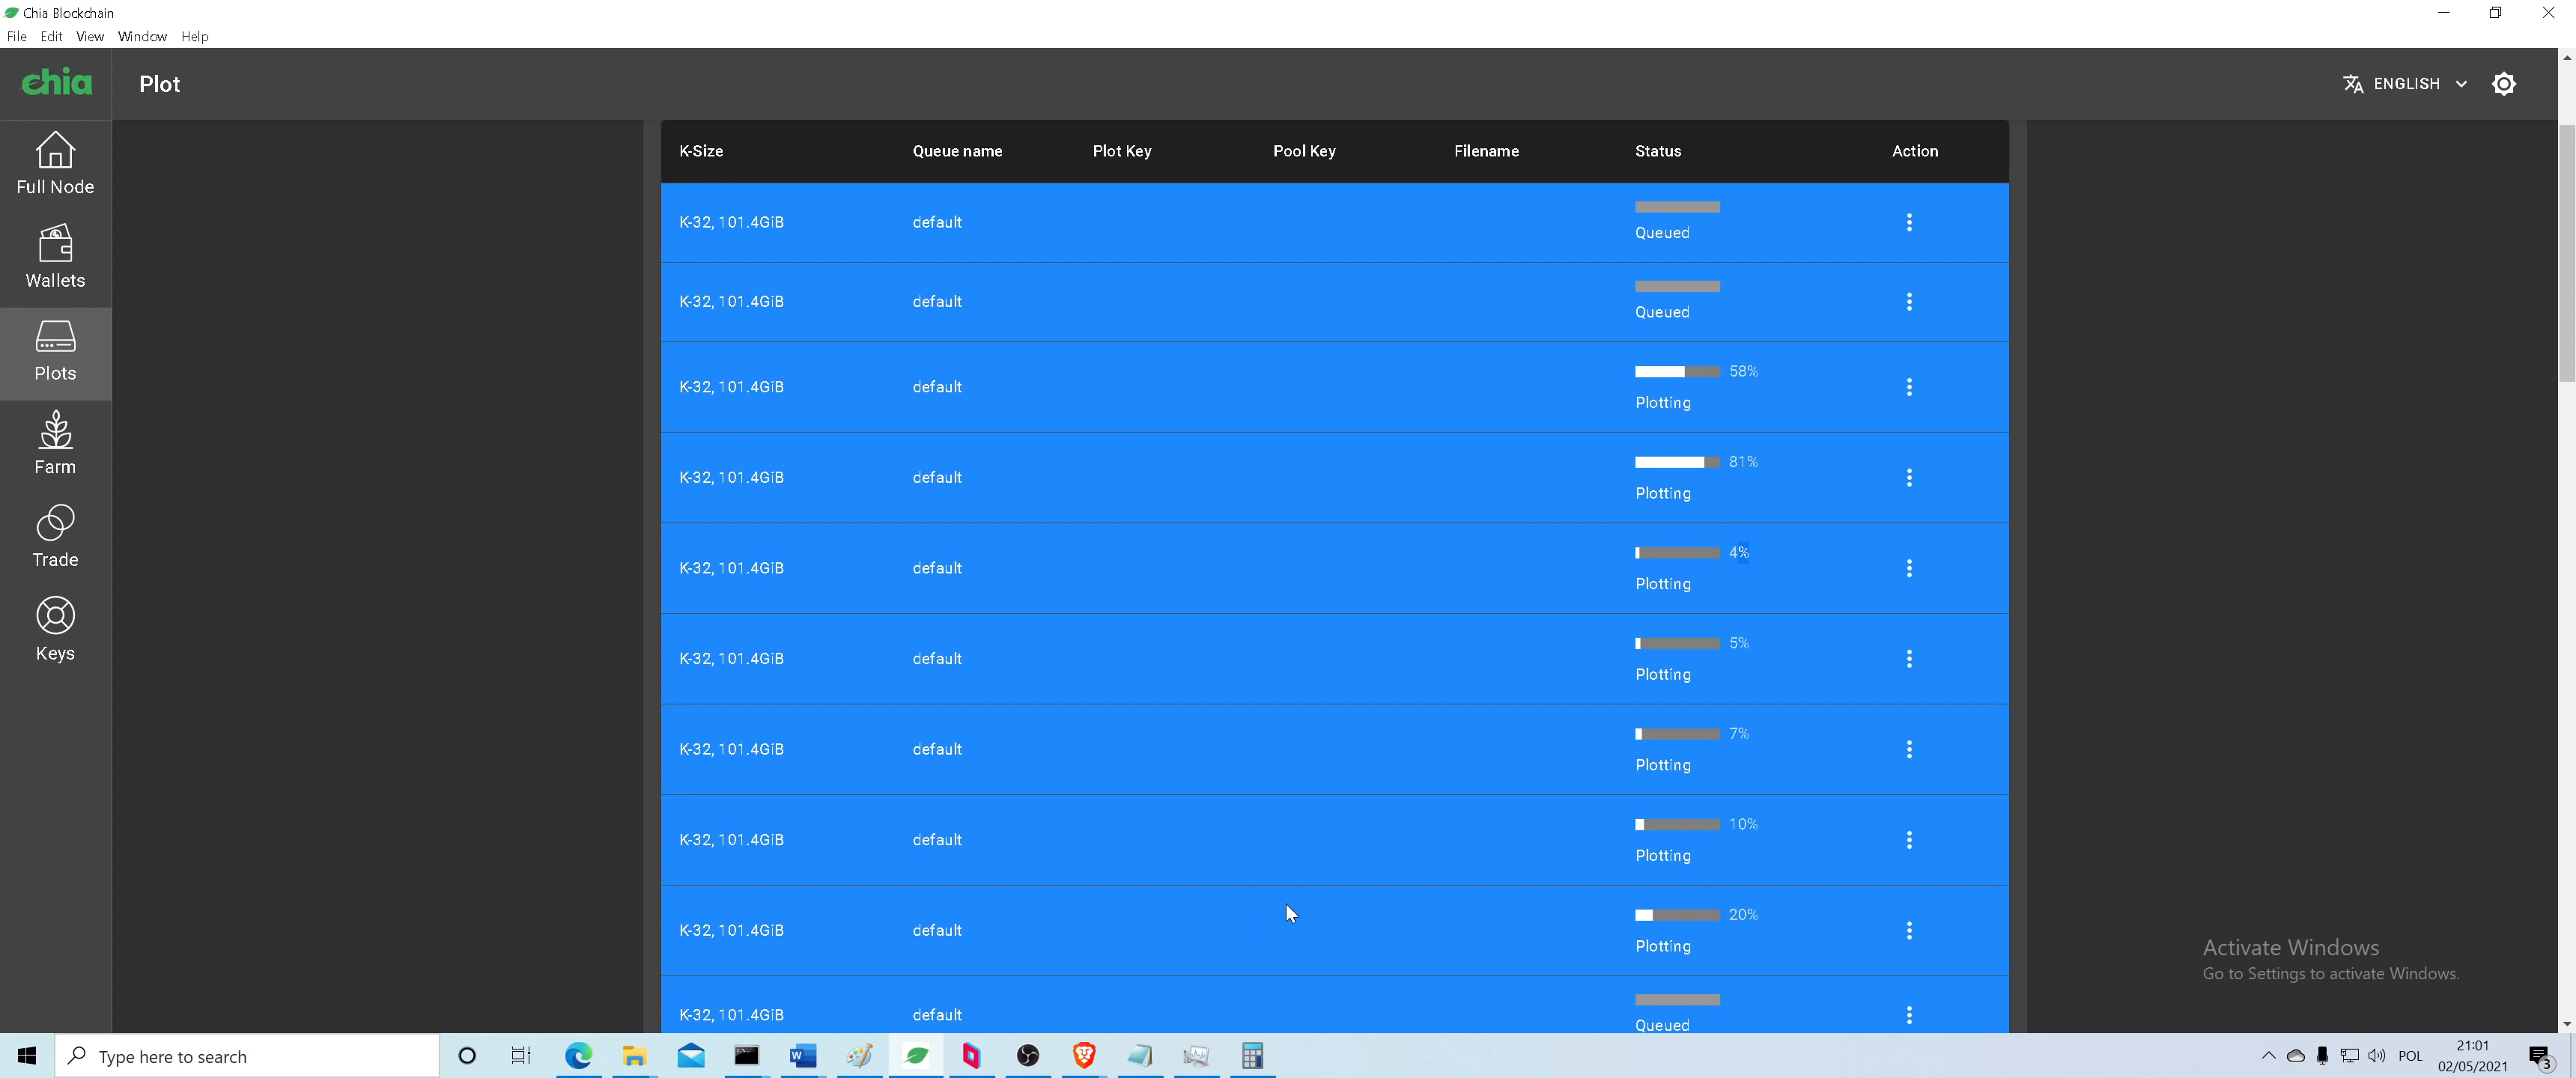 Chia Blockchain
File Edit View Window Help
chia Plot ENGLISH
Full Node
Wallets
Plots
Farm
Trade
Keys
K-Size Queue name Plot Key Pool Key Filename Status Action
K-32, 101.4GiB default Queued
K-32, 101.4GiB default Queued
K-32, 101.4GiB default 58%
Plotting
K-32, 101.4GiB default 81%
Plotting
K-32, 101.4GiB default 4%
Plotting
K-32, 101.4GiB default 5%
Plotting
K-32, 101.4GiB default 7%
Plotting
K-32, 101.4GiB default 10%
Plotting
K-32, 101.4GiB default 20%
Plotting
K-32, 101.4GiB default Queued
Activate Windows
Go to Settings to activate Windows.
Type here to search
POL
21:01
02/05/2021
3